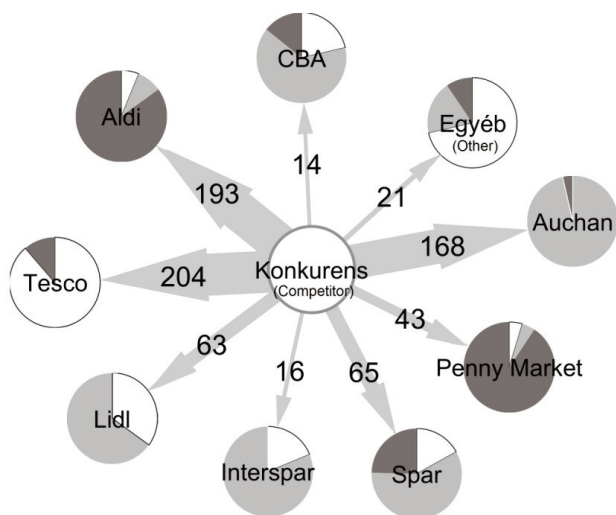 CBA
Aldi
Egyéb
(Other)
14
193
21
Auchan
168
Tesco
204
Konkurens
(Competitor)
63
43
16
65
Penny Market
Lidl
Interspar
Spar